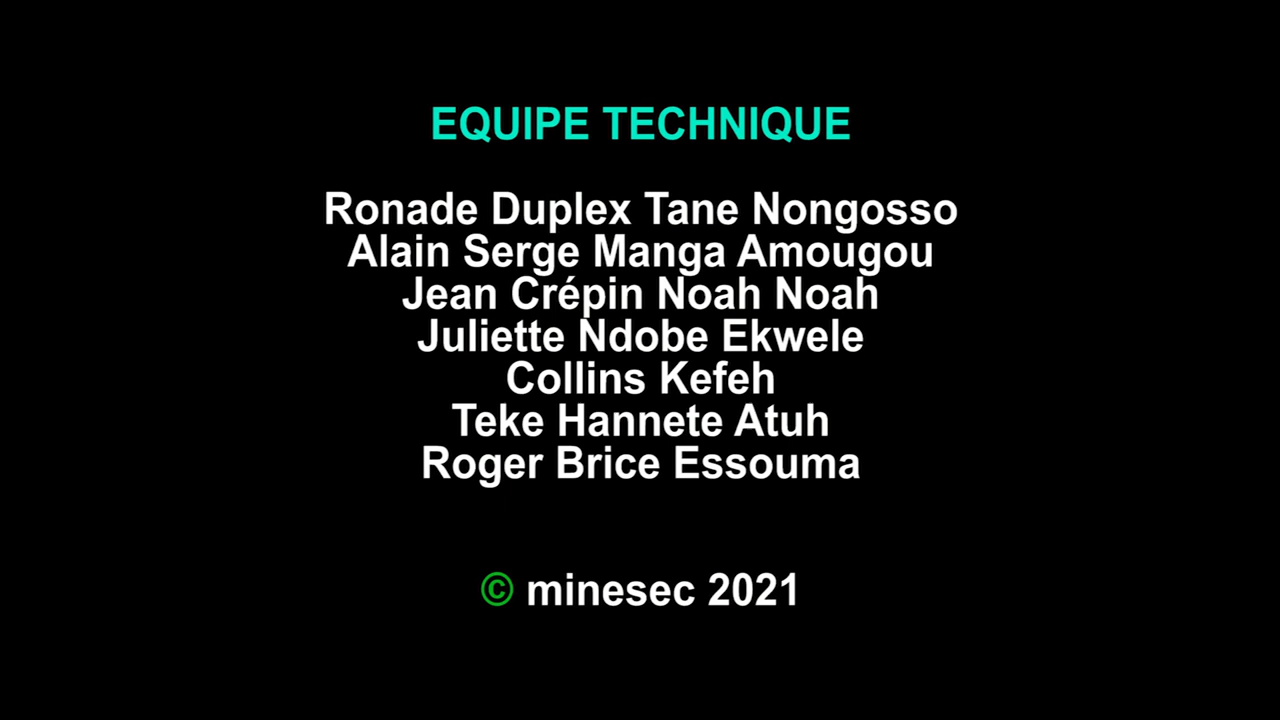 EQUIPE TECHNIQUE
Ronade Duplex Tane Nongosso
Alain Serge Manga Amougou
Jean Crépin Noah Noah
Juliette Ndobe Ekwele
Collins Kefeh
Teke Hannete Atuh
Roger Brice Essouma
© minesec 2021